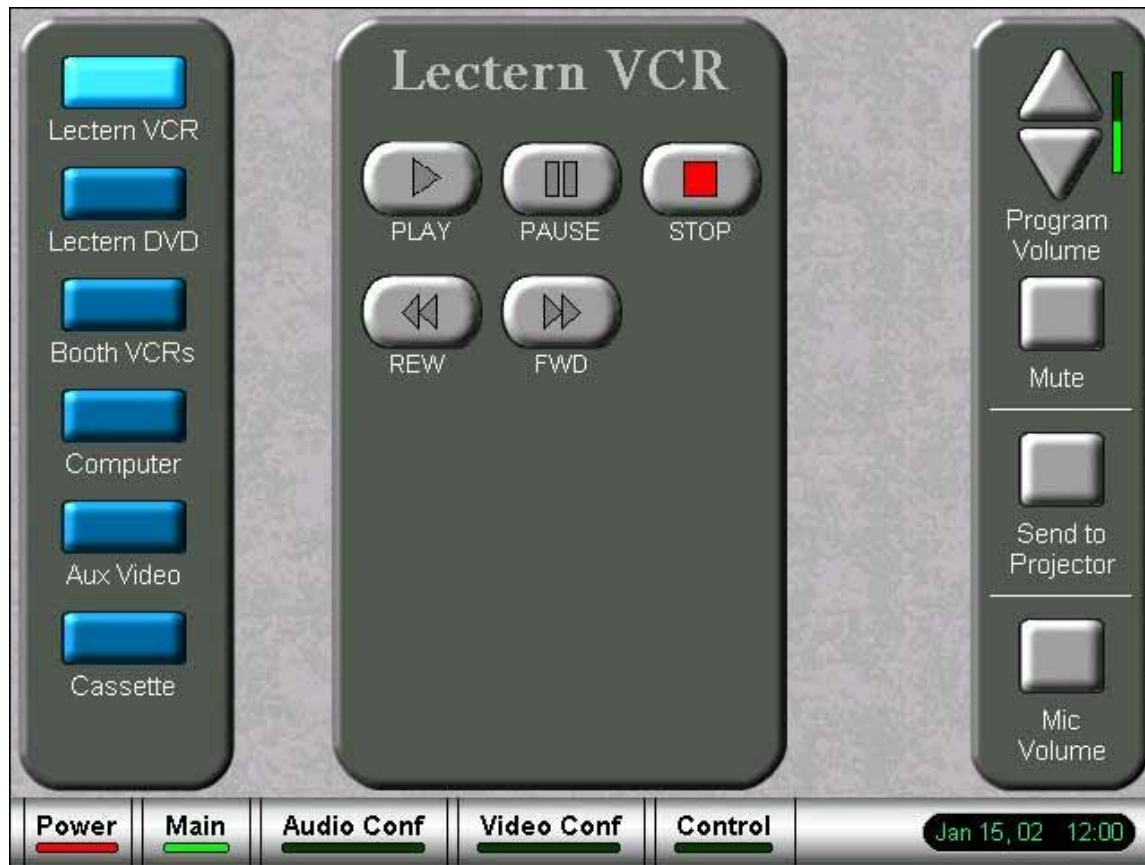 Lectern VCR
Lectern DVD
Booth VCRs
Computer
Aux Video
Cassette
Lectern VCR
PLAY
PAUSE
STOP
REW
FWD
Program
Volume
Mute
Send to
Projector
Mic
Volume
Power
Main
Audio Conf
Video Conf
Control
Jan 15, 02 12:00